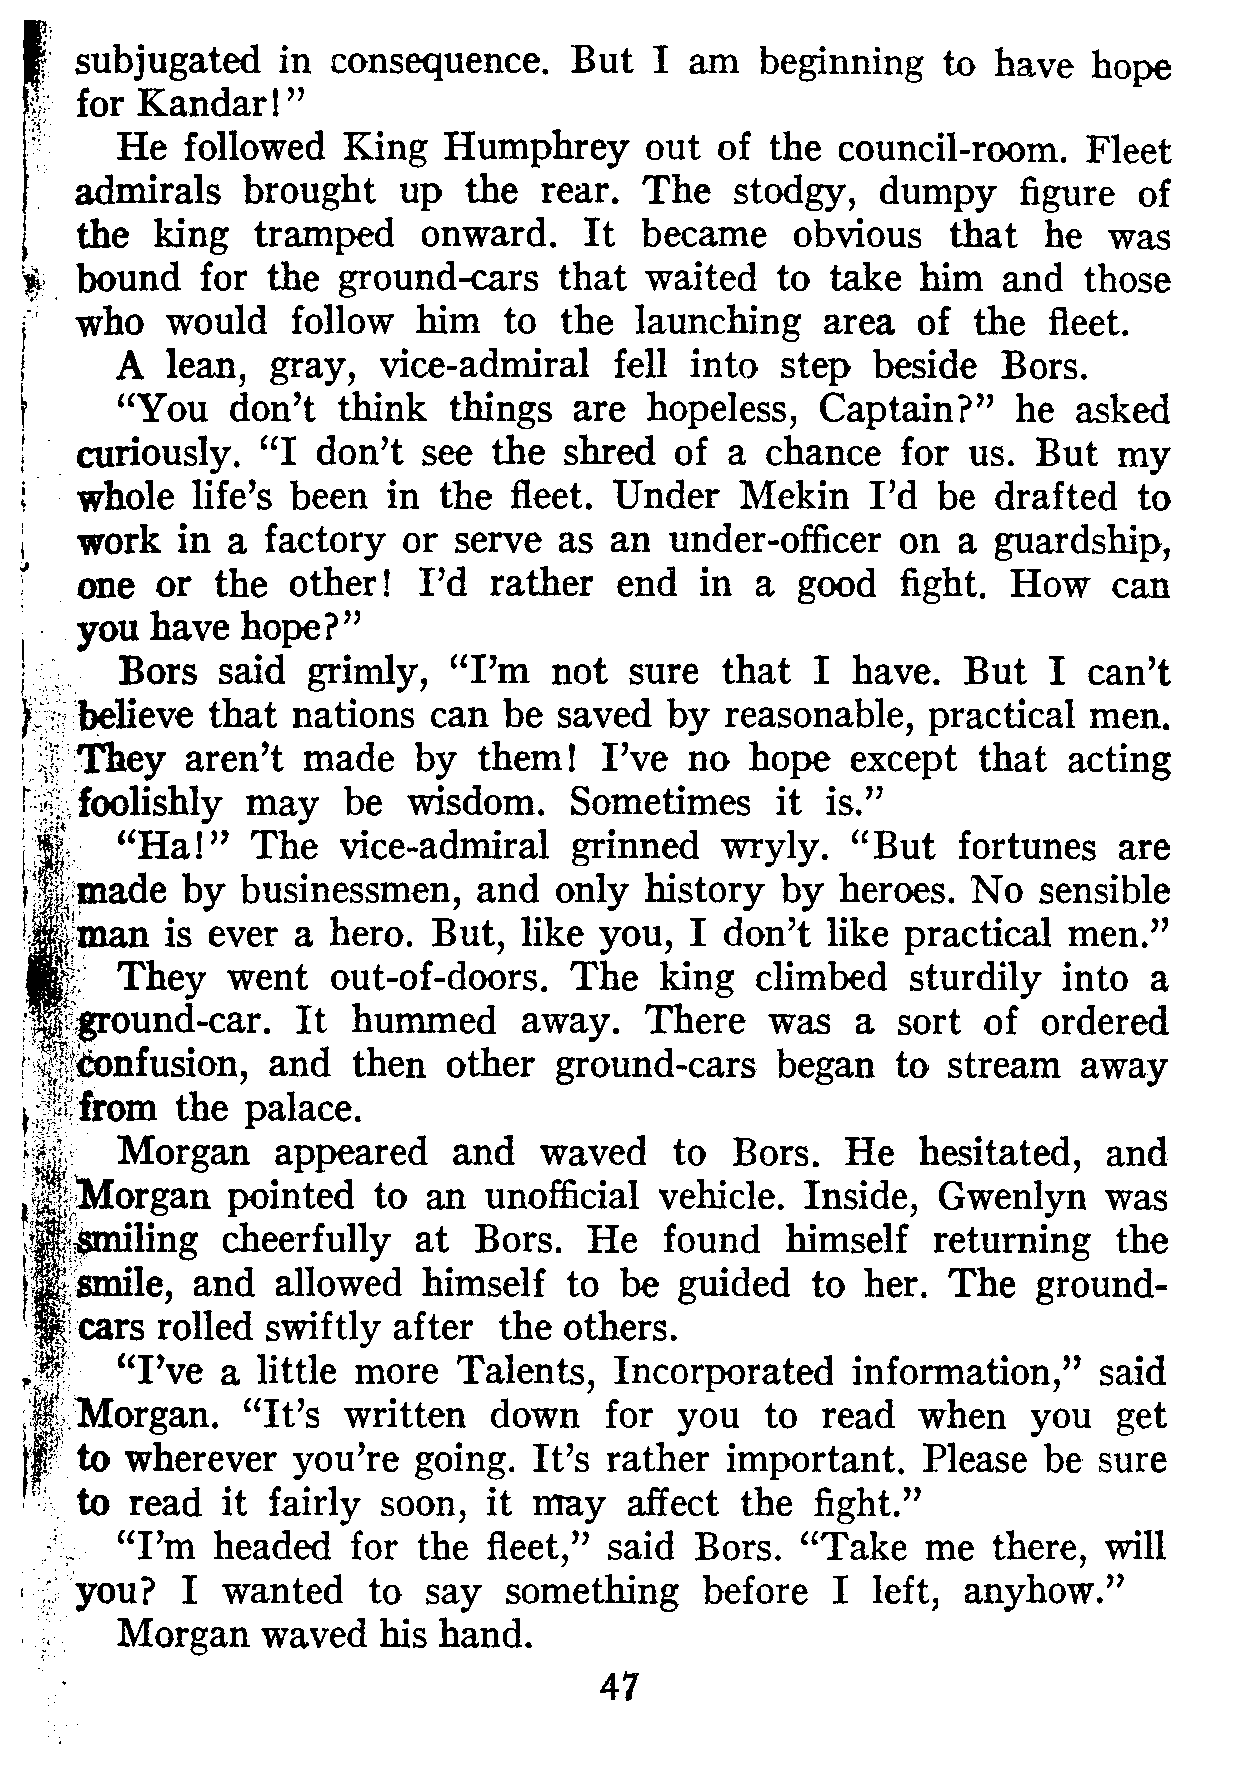 subjugated in consequence. But I am beginning to have hope
for Kandar!”
He followed King Humphrey out of the council-room. Fleet
admirals brought up the rear. The stodgy, dumpy figure of
the king tramped onward. It became obvious that he was
bound for the ground-cars that waited to take him and those
who would follow him to the launching area of the fleet.
A lean, gray, vice-admiral fell into step beside Bors.
“You don’t think things are hopeless, Captain?” he asked
curiously. “I don’t see the shred of a chance for us. But my
whole life’s been in the fleet. Under Mekin I’d be drafted to
work in a factory or serve as an under-officer on a guardship,
one or the other! I’d rather end in a good fight. How can
you have hope?”
Bors said grimly, “I’m not sure that I have. But I can’t
believe that nations can be saved by reasonable, practical men.
They aren’t made by them! I’ve no hope except that acting
foolishly may be wisdom. Sometimes it is.”
“Ha!” The vice-admiral grinned wryly. “But fortunes are
made by businessmen, and only history by heroes. No sensible
man is ever a hero. But, like you, I don’t like practical men.”
They went out-of-doors. The king climbed sturdily into a
ground-car. It hummed away. There was a sort of ordered
confusion, and then other ground-cars began to stream away
from the palace.
Morgan appeared and waved to Bors. He hesitated, and
Morgan pointed to an unofficial vehicle. Inside, Gwenlyn was
smiling cheerfully at Bors. He found himself returning the
smile, and allowed himself to be guided to her. The ground-
cars rolled swiftly after the others.
“I’ve a little more Talents, Incorporated information,” said
Morgan. “It’s written down for you to read when you get
to wherever you’re going. It’s rather important. Please be sure
to read it fairly soon, it may affect the fight.”
“I’m headed for the fleet,” said Bors. “Take me there, will
you? I wanted to say something before I left, anyhow.”
Morgan waved his hand.
47